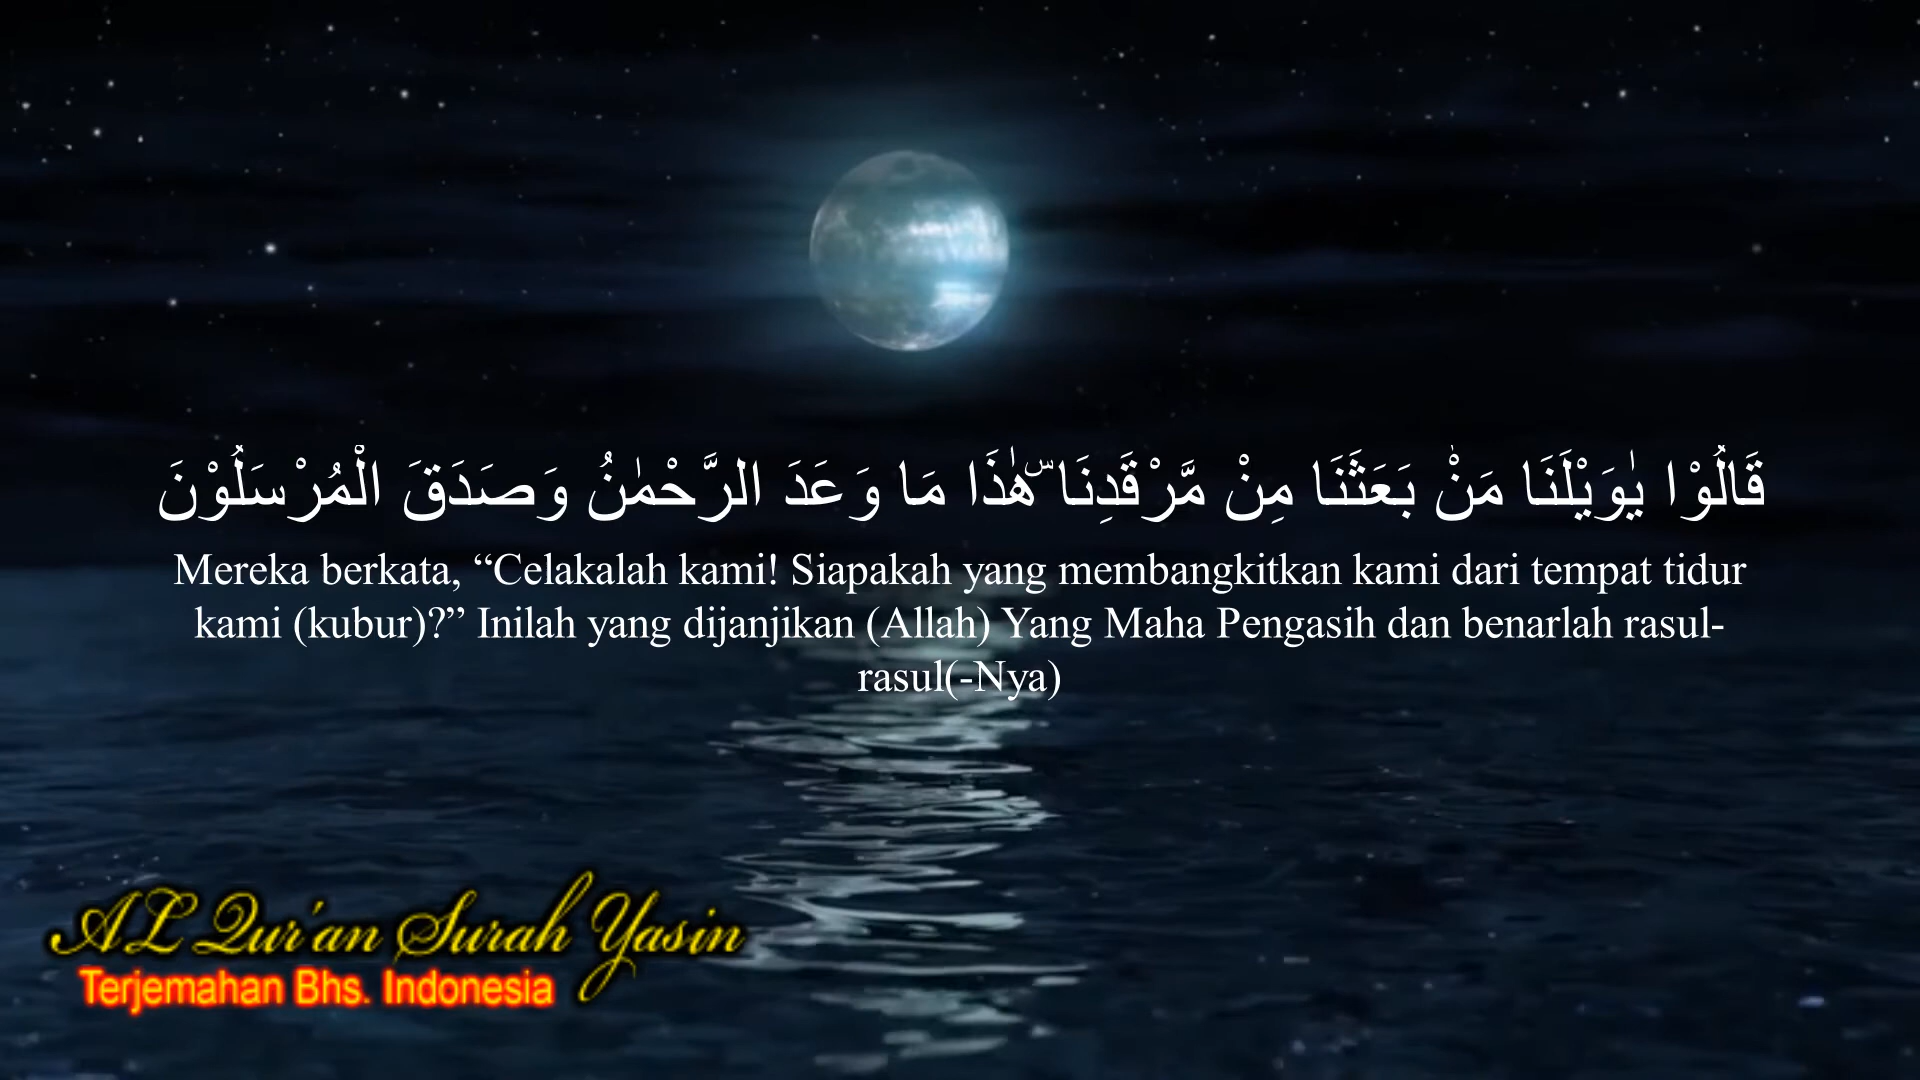 قَالُوْا يٰوَيْلَنَا مَنْۢ بَعَثَنَا مِنْ مَّرْقَدِنَا ۜهٰذَا مَا وَعَدَ الرَّحْمٰنُ وَصَدَقَ الْمُرْسَلُوْنَ
Mereka berkata, “Celakalah kami! Siapakah yang membangkitkan kami dari tempat tidur
kami (kubur)?” Inilah yang dijanjikan (Allah) Yang Maha Pengasih dan benarlah rasul-
rasul(-Nya)
AL Qur'an Surah Yasin
Terjemahan Bhs. Indonesia